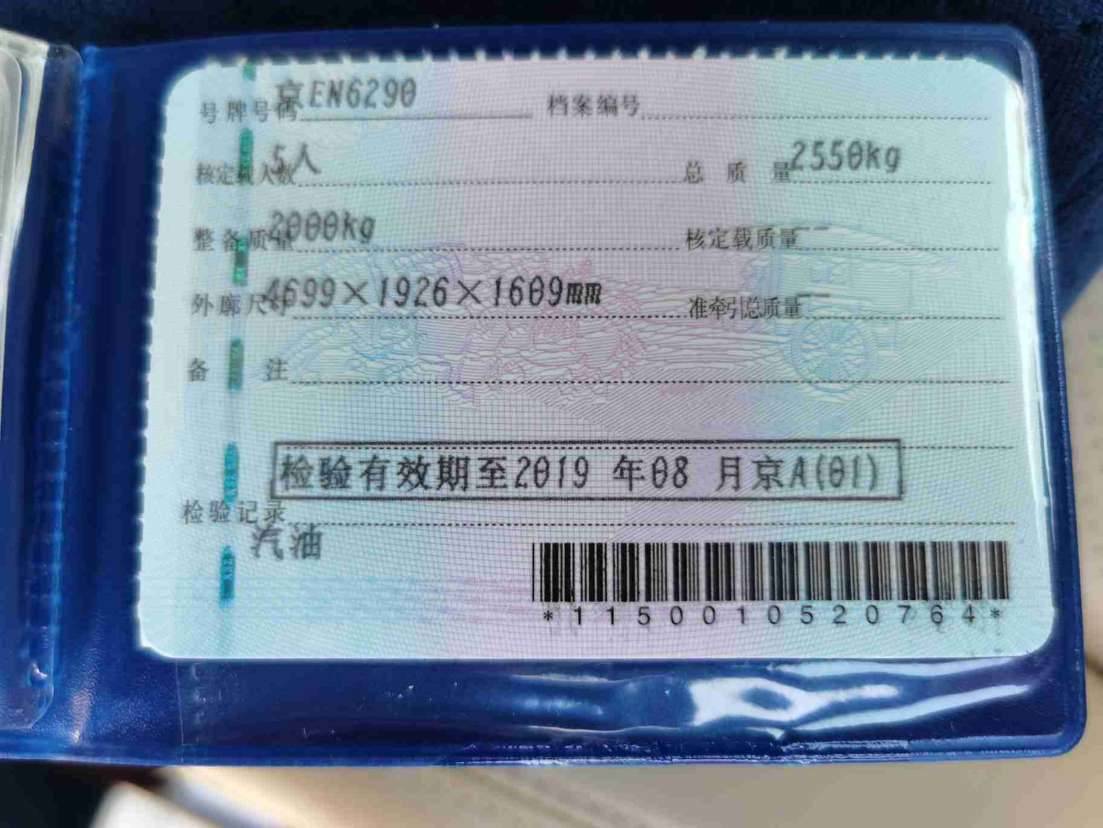 号牌号码 京EN6290 档案编号
核定载人数 5人 总质量 2550kg
整备质量 2000kg 核定载质量 --
外廓尺寸 4699×1926×1609mm 准牵引总质量 --
备注
检验有效期至2019 年08 月京A(01)
检验记录
汽油
*1150010520764*